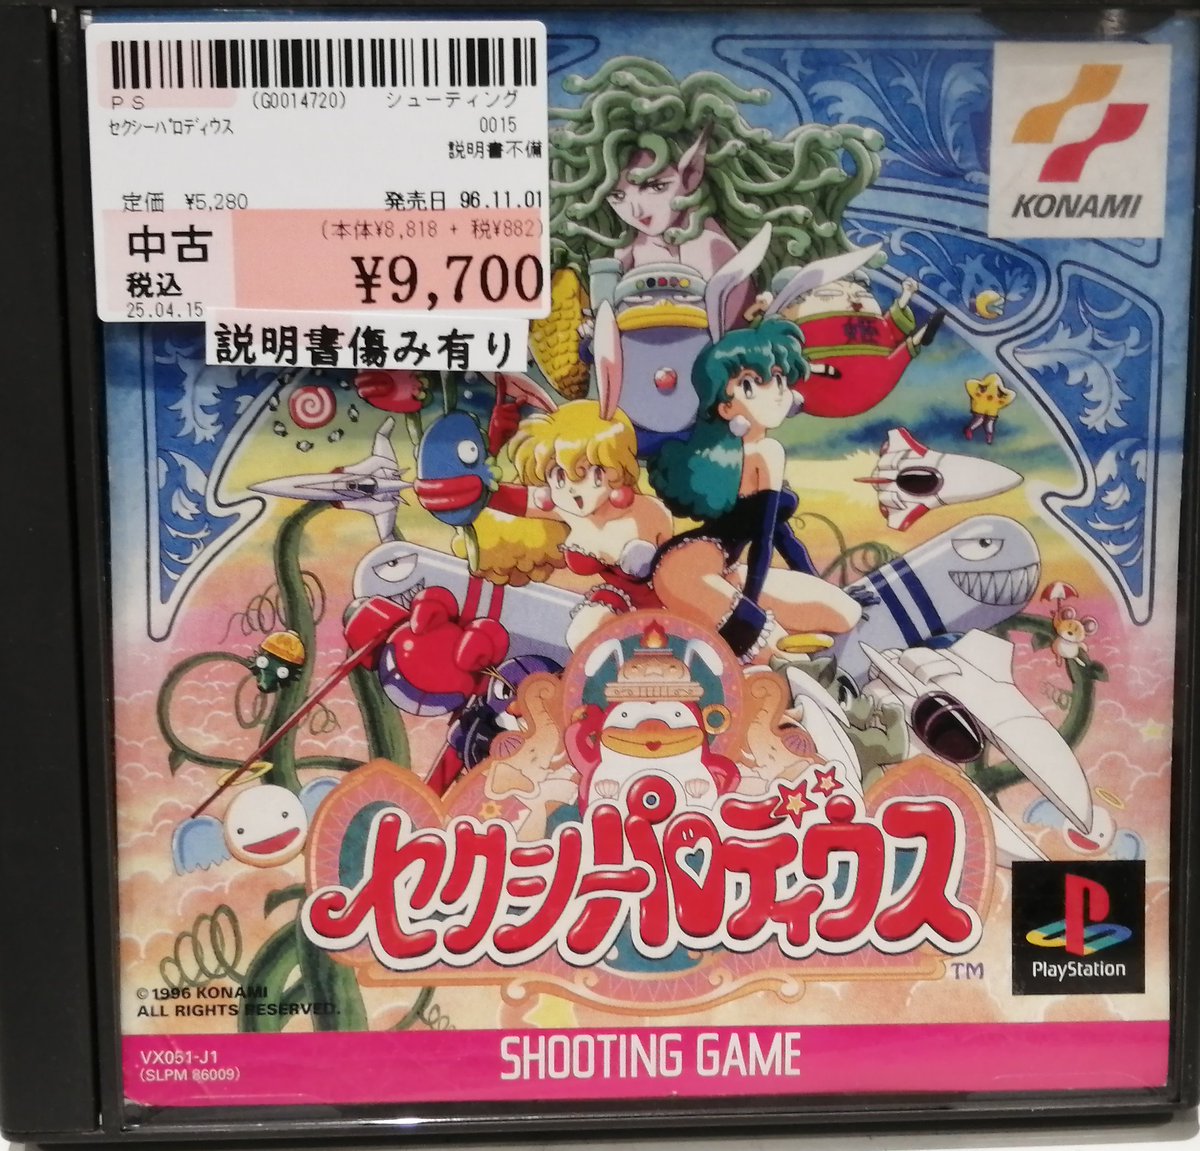 PS (G0014720) シューティング
セクシーパロディウス 0015
説明書不備
定価 ¥5,280 発売日 96.11.01
中古 (本体¥8,818 + 税¥882)
税込 ¥9,700
25.04.15
説明書傷み有り
KONAMI
セクシーパロディウス
TM
PlayStation
©1996 KONAMI
ALL RIGHTS RESERVED.
VX051-J1
(SLPM 86009)
SHOOTING GAME